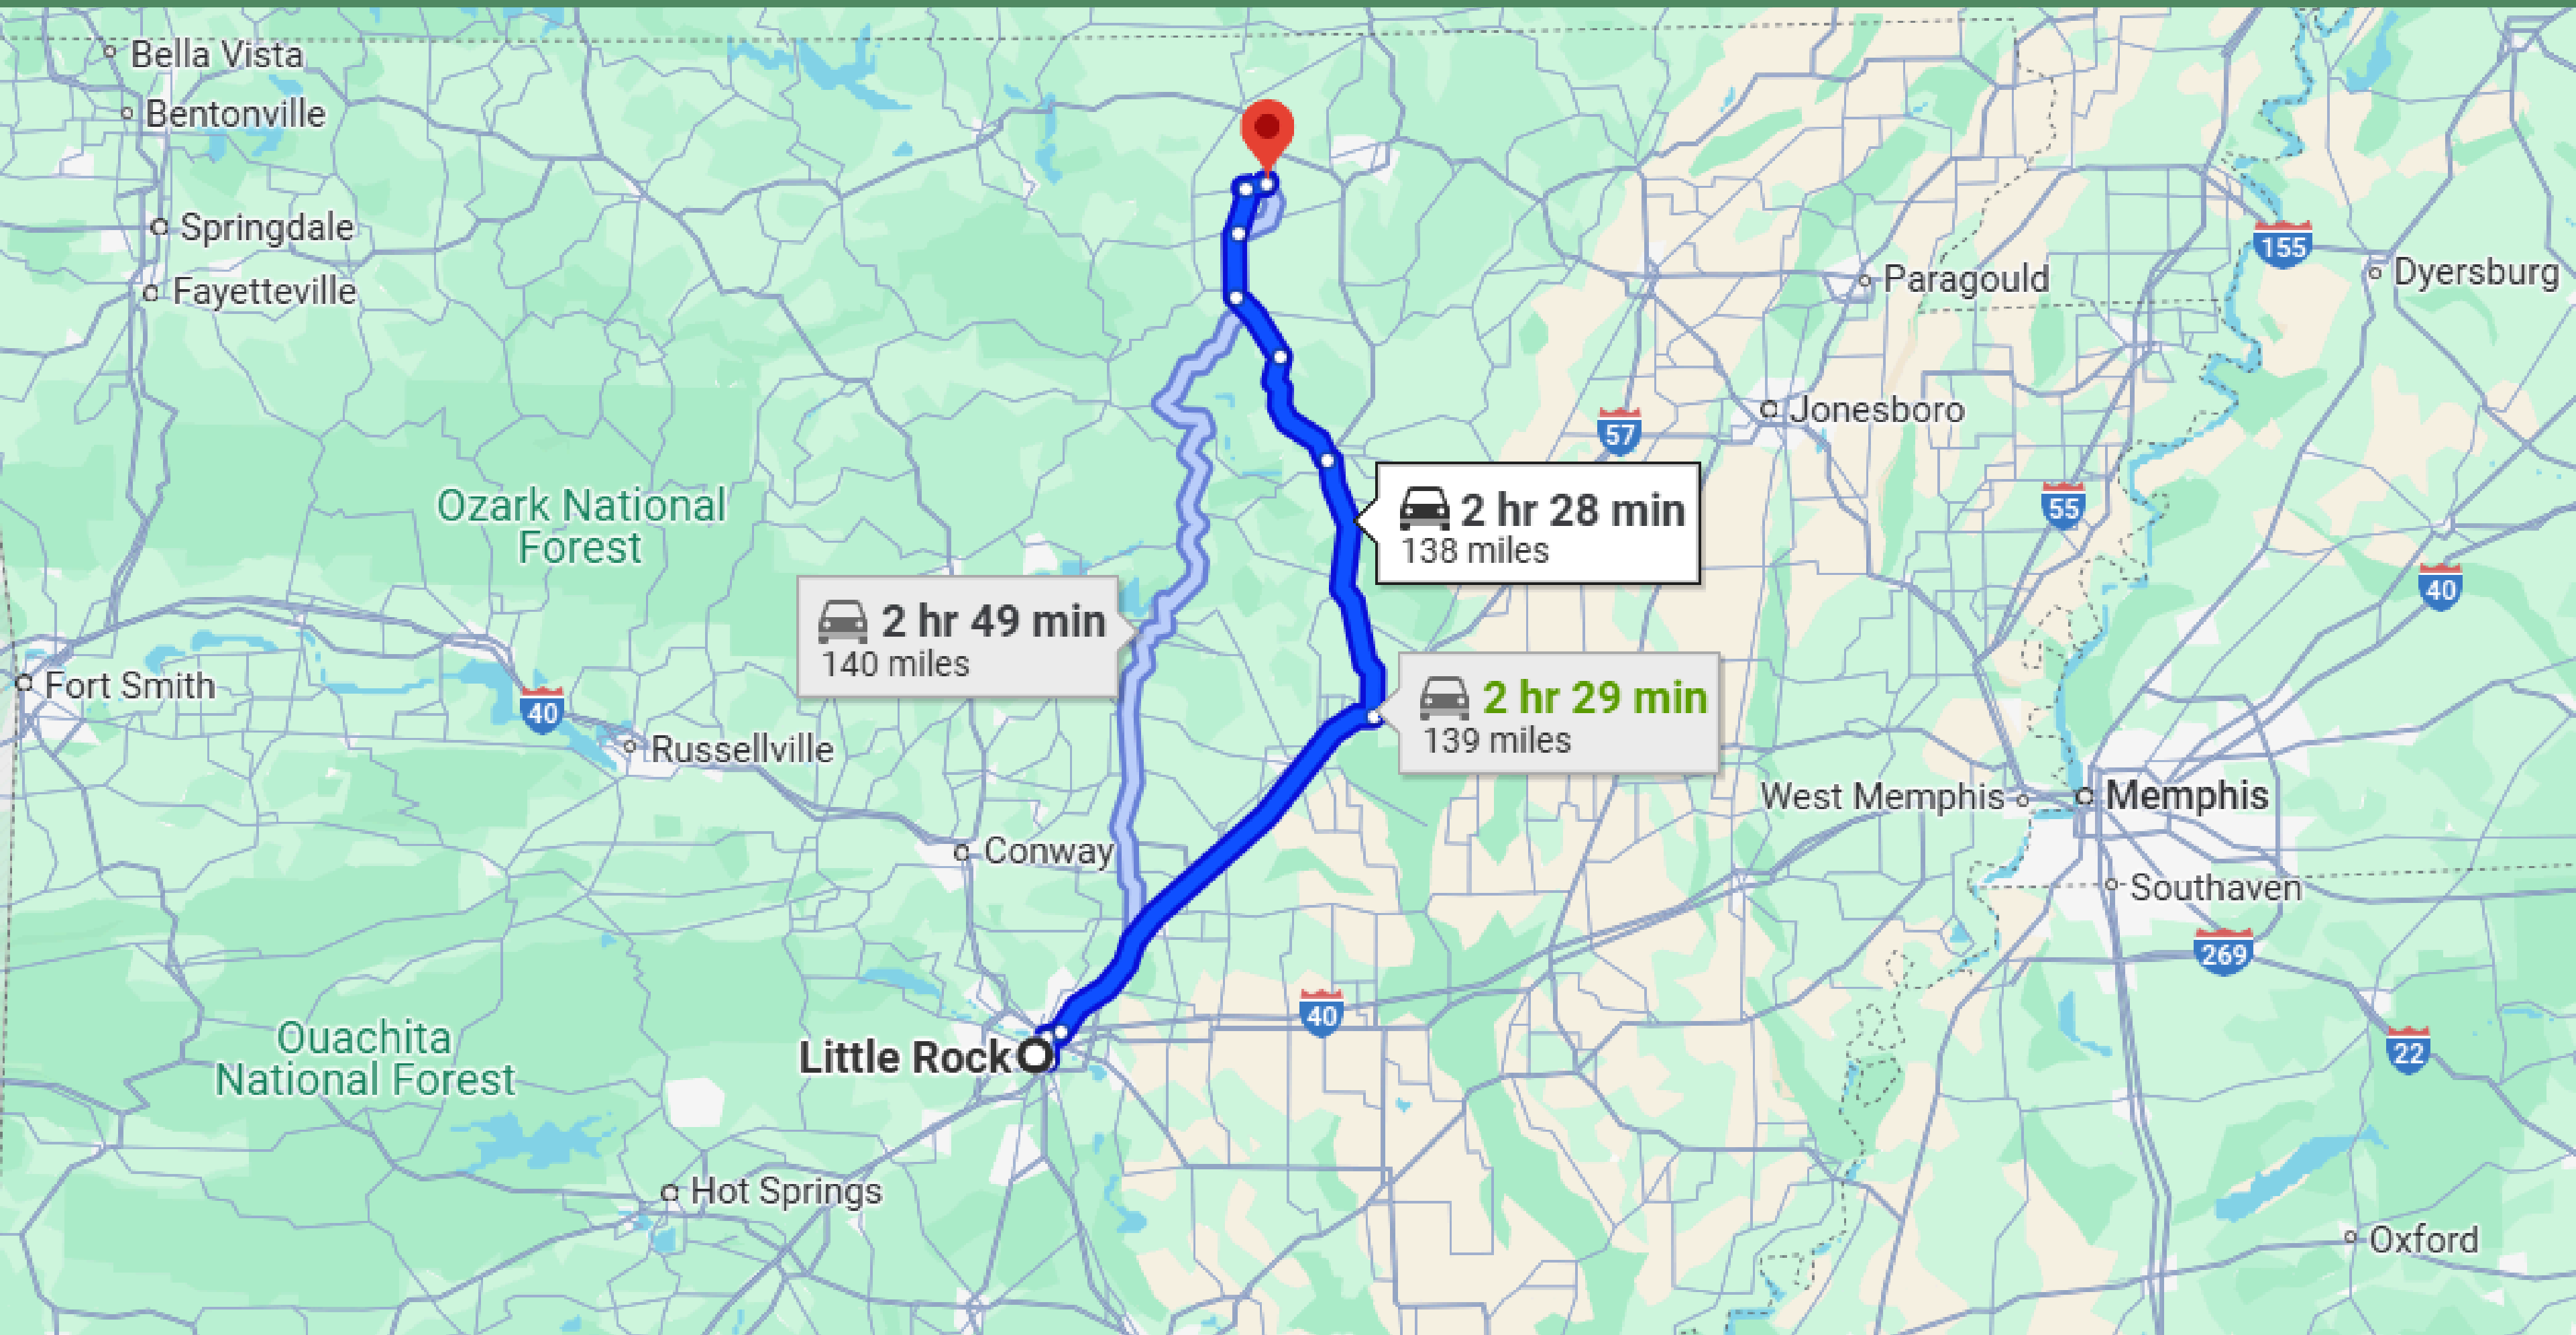 Bella Vista
Bentonville
Springdale
Fayetteville
155
Dyersburg
Paragould
Jonesboro
57
Ozark National
Forest
55
2 hr 28 min
138 miles
40
2 hr 49 min
140 miles
Fort Smith
2 hr 29 min
139 miles
40
Russellville
West Memphis
Memphis
Conway
Southaven
269
40
Little Rock
Ouachita
National Forest
22
Hot Springs
Oxford